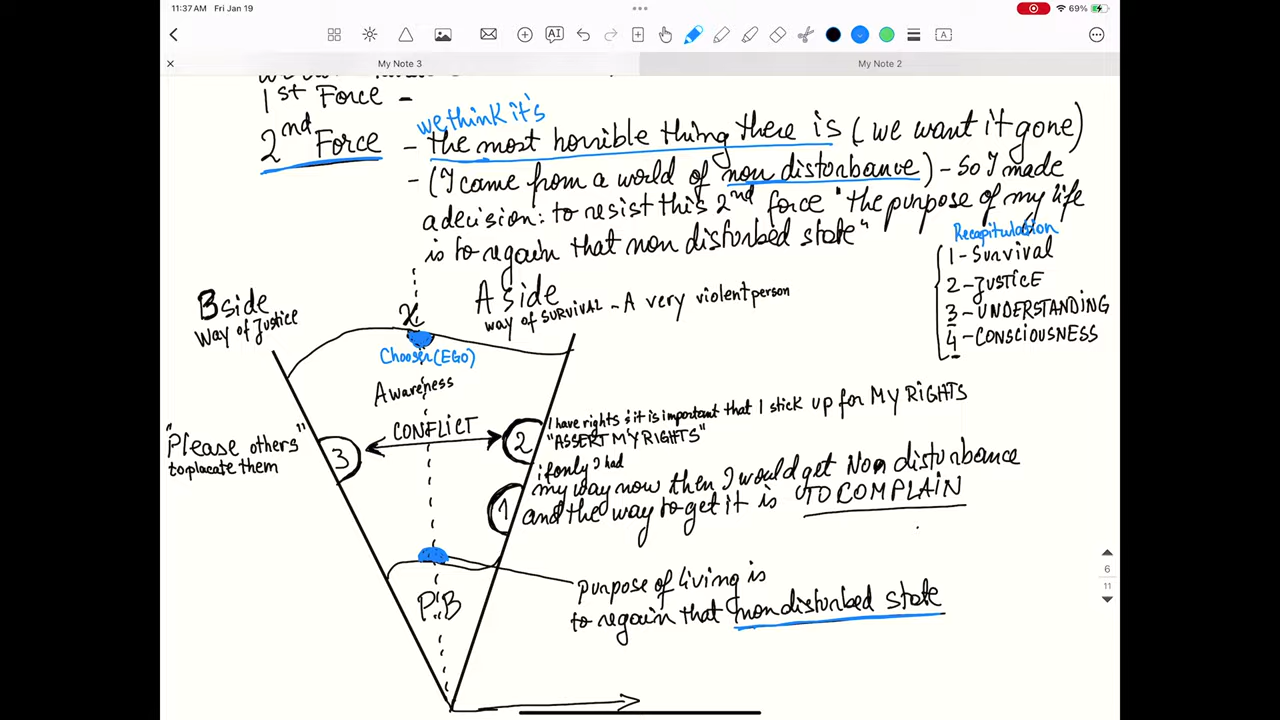 11:37AM Fri Jan 19
69%
My Note 3
My Note 2
1st Force -
we think it's
2nd Force - the most horrible thing there is (we want it gone)
- (I came from a world of non disturbance) - So I made
a decision: to resist this 2nd force "the purpose of my life
is to regain that non disturbed state"
Recapitulation
1-Survival
2-JUSTICE
3-UNDERSTANDING
4-CONSCIOUSNESS
B side
Way of Justice
A side
way of SURVIVAL - A very violent person
Chooser (EGO)
Awareness
CONFLICT
"Please others"
to placate them
3
2
I have rights & it is important that I stick up for MY RIGHTS
"ASSERT MY RIGHTS"
if only I had
my way now then I would get Non disturbance
1
and the way to get it is TO COMPLAIN
purpose of living is
to regain that nondisturbed state
P.B
6
11